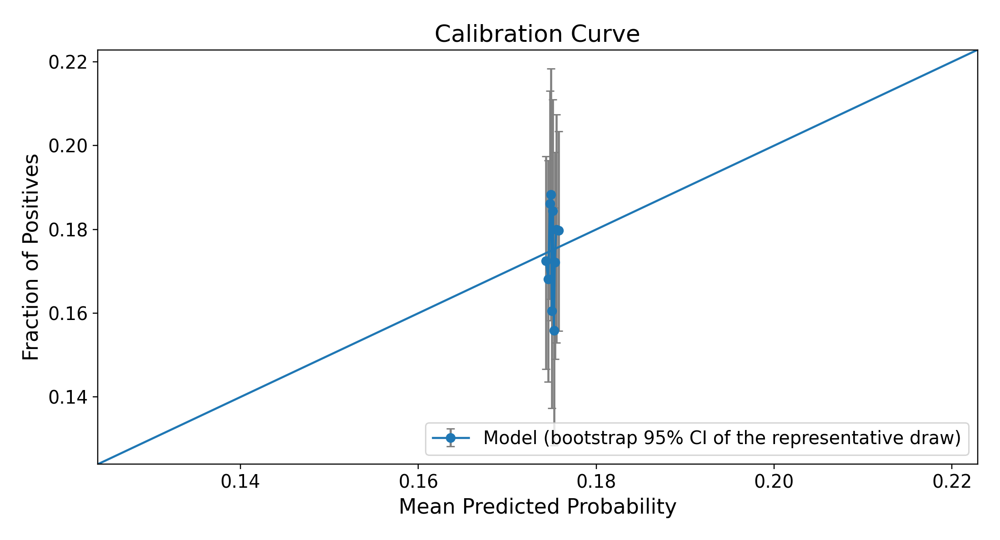 Calibration Curve
0.22
0.20
0.18
0.16
0.14
Fraction of Positives
Model (bootstrap 95% CI of the representative draw)
0.14 0.16 0.18 0.20 0.22
Mean Predicted Probability